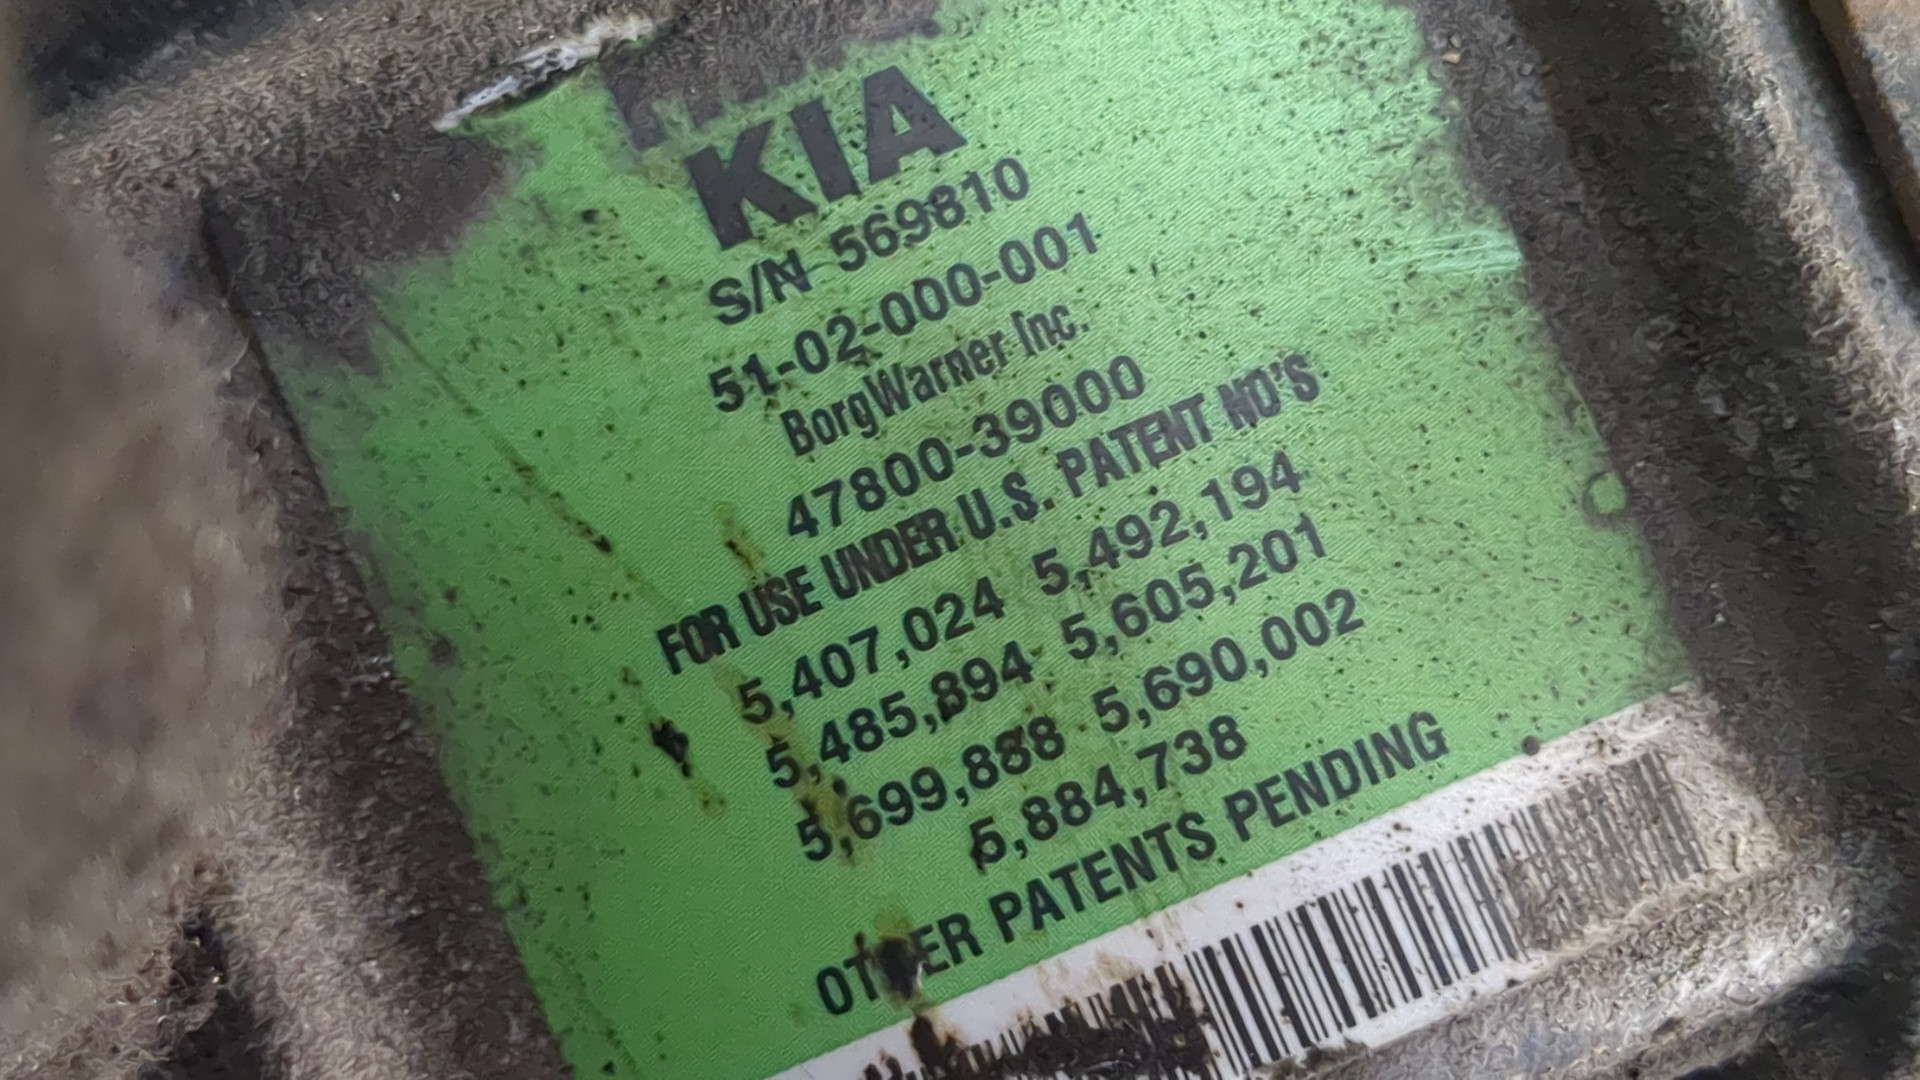 KIA
S/N 569810
51-02-000-001
BorgWarner Inc.
47800-39000
FOR USE UNDER U.S. PATENT NO'S
5,407,024 5,492,194
5,485,894 5,605,201
5,699,888 5,690,002
5,884,738
OTHER PATENTS PENDING